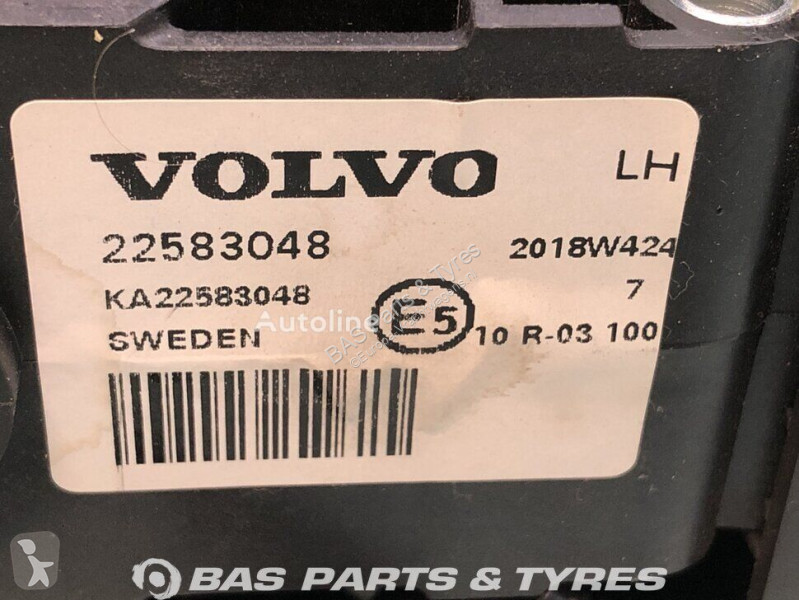 VOLVO LH
22583048 2018W424
KA22583048 7
SWEDEN E5 10 R-03 100
Autoline
BAS Parts & Tyres
BAS PARTS & TYRES